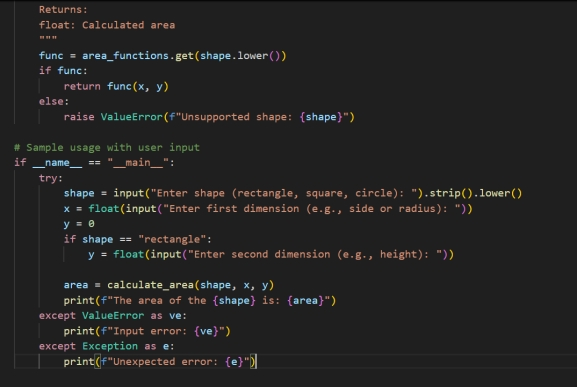 Returns:
float: Calculated area
"""
func = area_functions.get(shape.lower())
if func:
return func(x, y)
else:
raise ValueError(f"Unsupported shape: {shape}")
# Sample usage with user input
if __name__ == "__main__":
try:
shape = input("Enter shape (rectangle, square, circle): ").strip().lower()
x = float(input("Enter first dimension (e.g., side or radius): "))
y = 0
if shape == "rectangle":
y = float(input("Enter second dimension (e.g., height): "))
area = calculate_area(shape, x, y)
print(f"The area of the {shape} is: {area}")
except ValueError as ve:
print(f"Input error: {ve}")
except Exception as e:
print(f"Unexpected error: {e}")